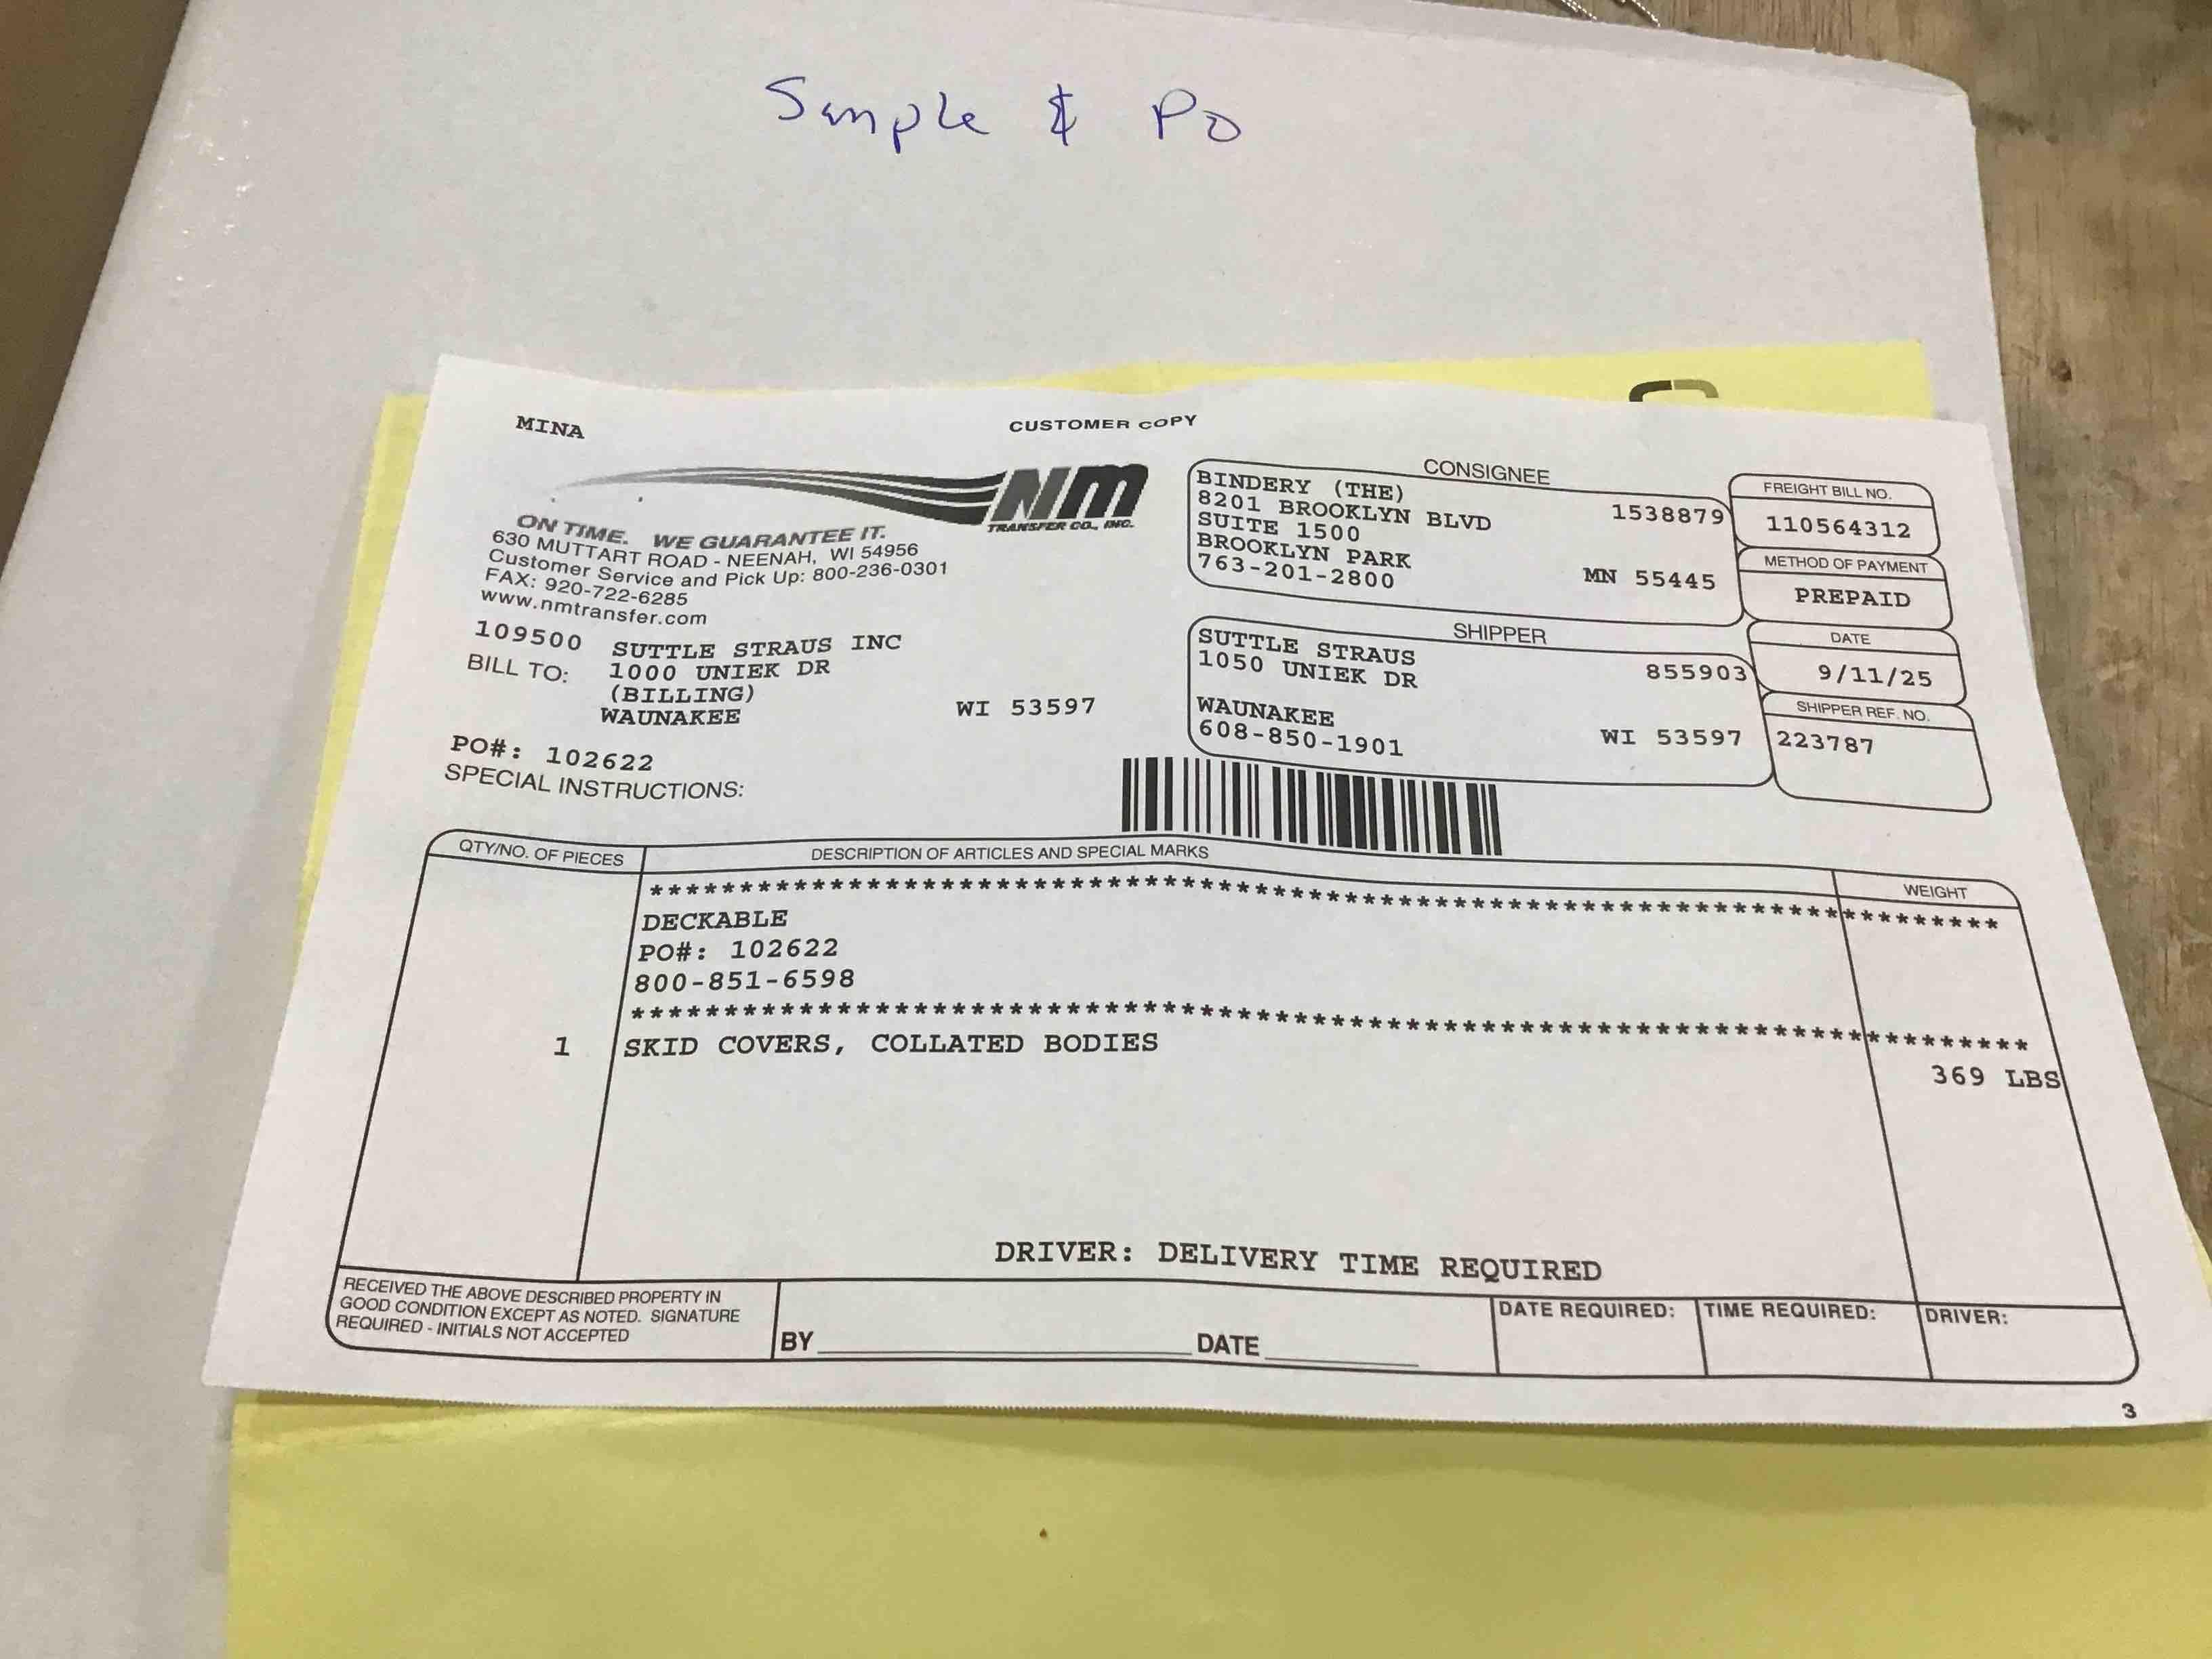 Sample & PO
MINA
CUSTOMER COPY
NM
TRANSFER CO., INC.
ON TIME. WE GUARANTEE IT.
630 MUTTART ROAD - NEENAH, WI 54956
Customer Service and Pick Up: 800-236-0301
FAX: 920-722-6285
www.nmtransfer.com
109500 SUTTLE STRAUS INC
BILL TO: 1000 UNIEK DR
(BILLING)
WAUNAKEE WI 53597
PO#: 102622
SPECIAL INSTRUCTIONS:
CONSIGNEE
BINDERY (THE)
8201 BROOKLYN BLVD 1538879
SUITE 1500
BROOKLYN PARK MN 55445
763-201-2800
SHIPPER
SUTTLE STRAUS
1050 UNIEK DR 855903
WAUNAKEE WI 53597
608-850-1901
FREIGHT BILL NO.
110564312
METHOD OF PAYMENT
PREPAID
DATE
9/11/25
SHIPPER REF. NO.
223787
QTY/NO. OF PIECES DESCRIPTION OF ARTICLES AND SPECIAL MARKS WEIGHT
DECKABLE
PO#: 102622
800-851-6598
1 SKID COVERS, COLLATED BODIES 369 LBS
DRIVER: DELIVERY TIME REQUIRED
RECEIVED THE ABOVE DESCRIBED PROPERTY IN
GOOD CONDITION EXCEPT AS NOTED. SIGNATURE
REQUIRED - INITIALS NOT ACCEPTED
BY DATE
DATE REQUIRED: TIME REQUIRED: DRIVER:
3